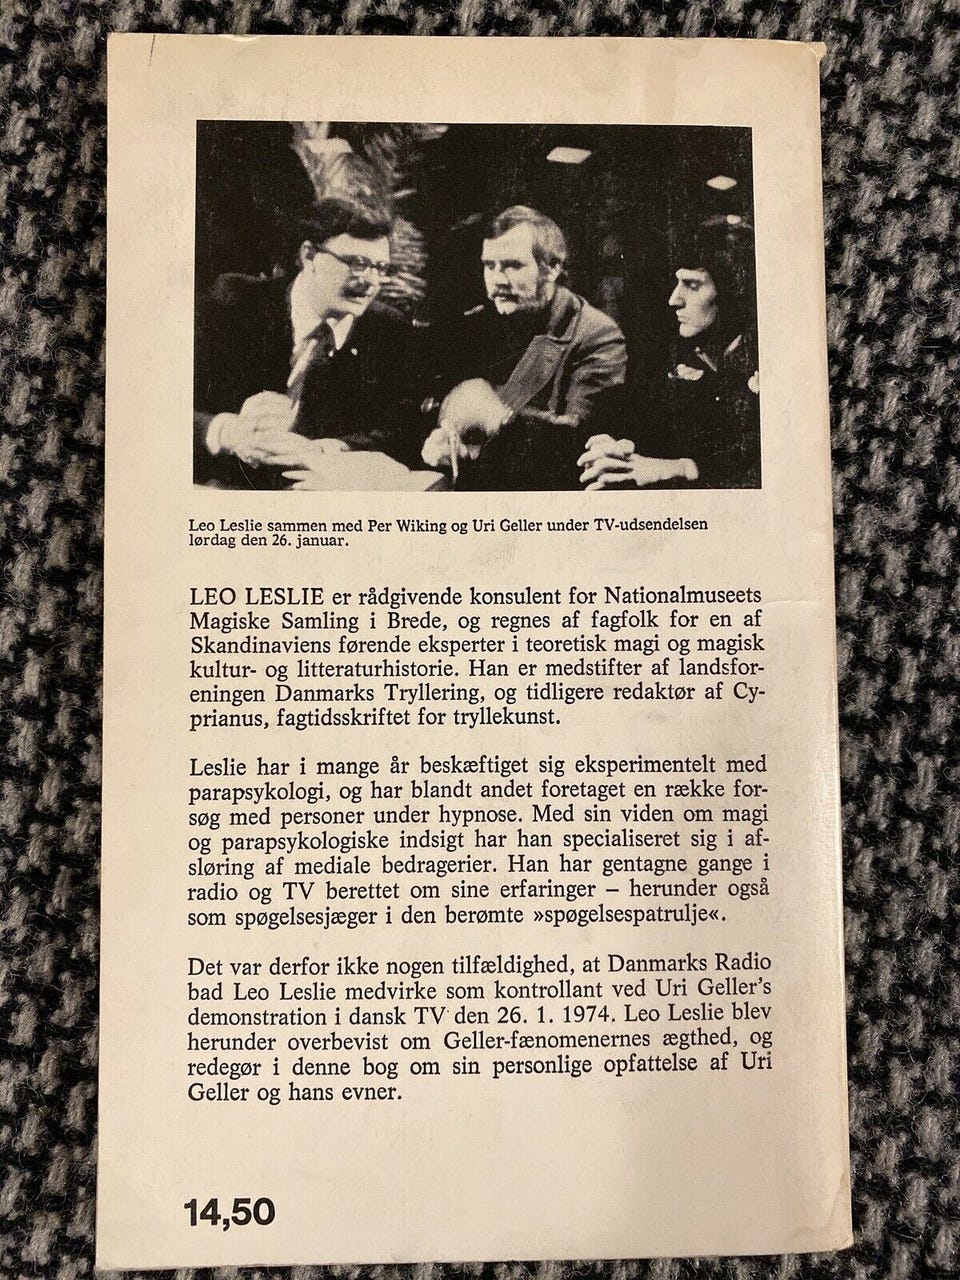 Leo Leslie sammen med Per Wiking og Uri Geller under TV-udsendelsen
lørdag den 26. januar.
LEO LESLIE er rådgivende konsulent for Nationalmuseets
Magiske Samling i Brede, og regnes af fagfolk for en af
Skandinaviens førende eksperter i teoretisk magi og magisk
kultur- og litteraturhistorie. Han er medstifter af landsfor-
eningen Danmarks Tryllering, og tidligere redaktør af Cy-
prianus, fagtidsskriftet for tryllekunst.
Leslie har i mange år beskæftiget sig eksperimentelt med
parapsykologi, og har blandt andet foretaget en række for-
søg med personer under hypnose. Med sin viden om magi
og parapsykologiske indsigt har han specialiseret sig i af-
sløring af mediale bedragerier. Han har gentagne gange i
radio og TV berettet om sine erfaringer – herunder også
som spøgelsesjæger i den berømte »spøgelsespatrulje«.
Det var derfor ikke nogen tilfældighed, at Danmarks Radio
bad Leo Leslie medvirke som kontrollant ved Uri Geller's
demonstration i dansk TV den 26. 1. 1974. Leo Leslie blev
herunder overbevist om Geller-fænomenernes ægthed, og
redegør i denne bog om sin personlige opfattelse af Uri
Geller og hans evner.
14,50